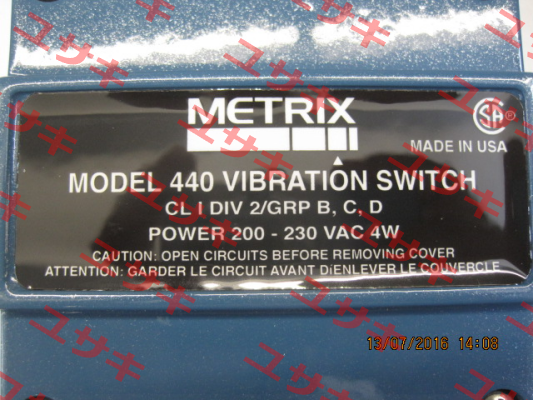 METRIX
SA
MADE IN USA
MODEL 440 VIBRATION SWITCH
CL I DIV 2/GRP B, C, D
POWER 200 - 230 VAC 4W
CAUTION: OPEN CIRCUITS BEFORE REMOVING COVER
ATTENTION: GARDER LE CIRCUIT AVANT DiENLEVER LE COUVERCLE
13/07/2016 14:08
ユサキ